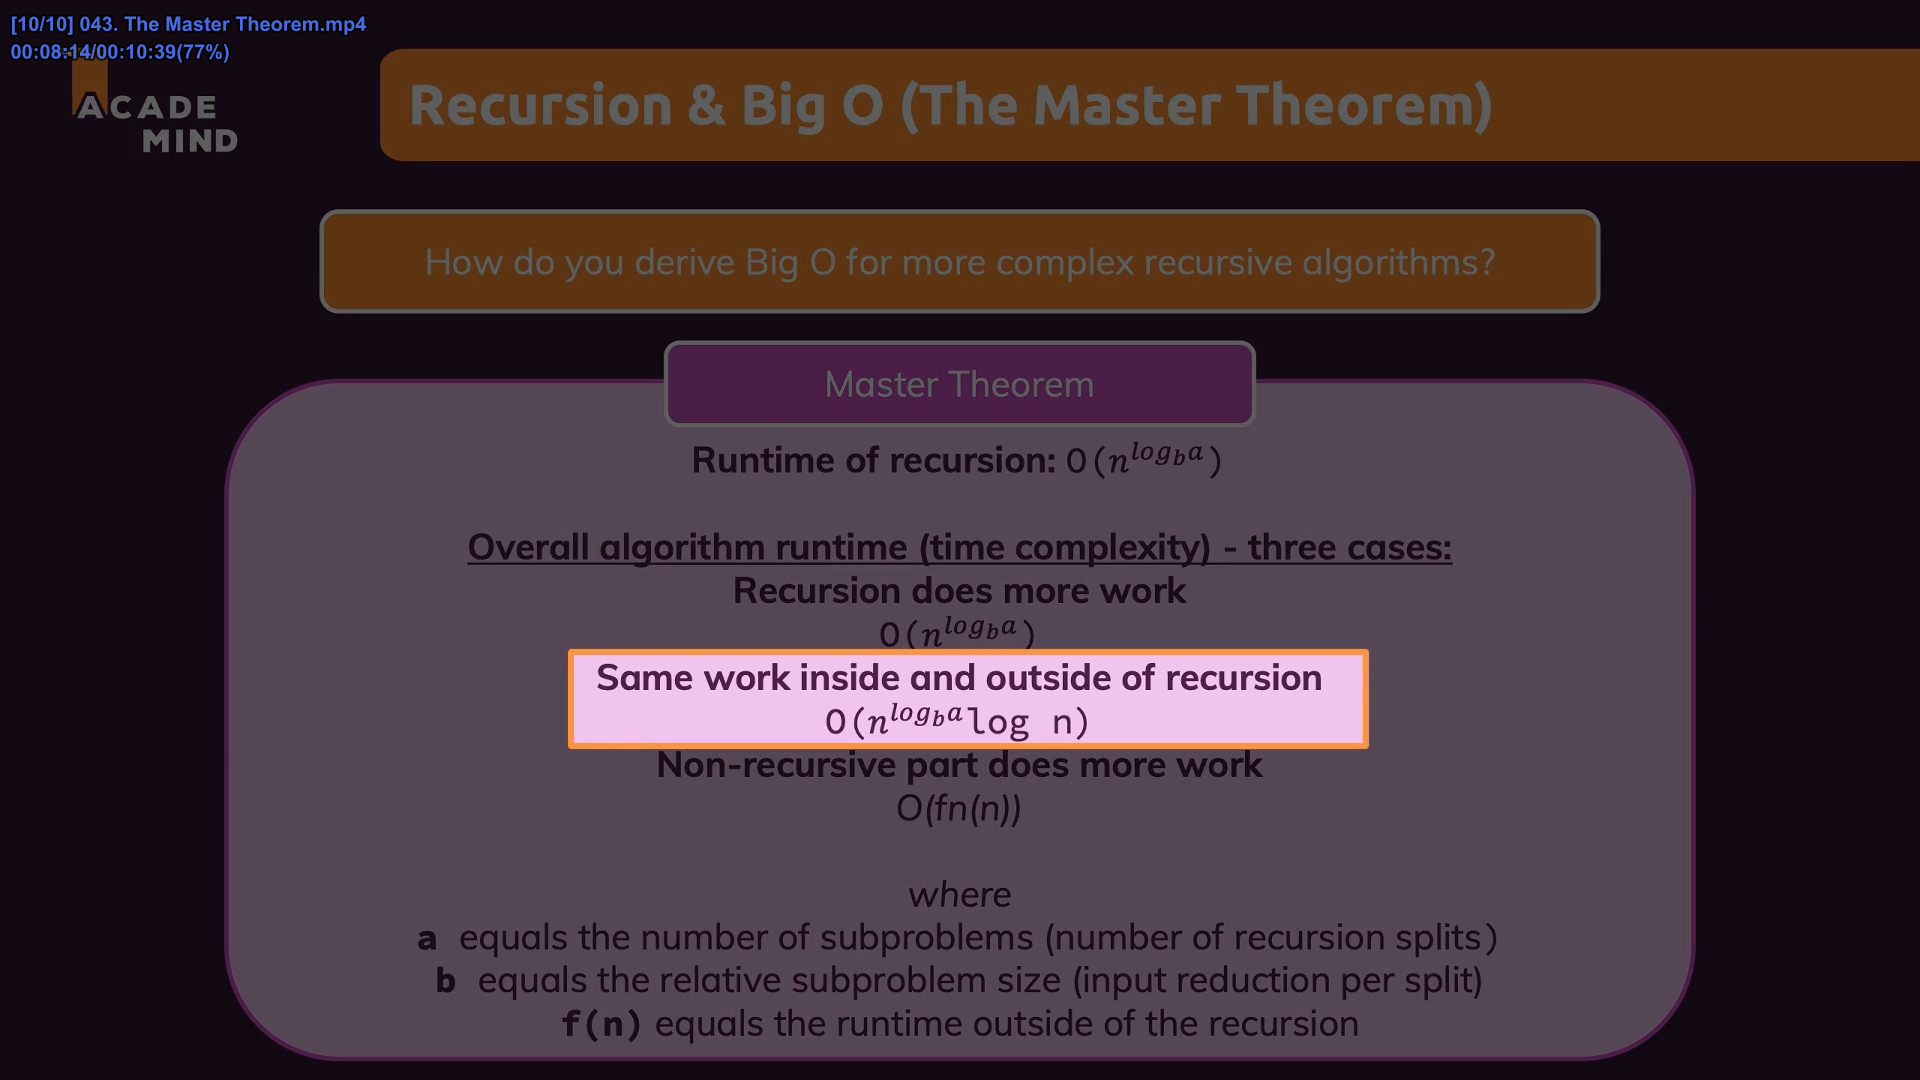 [10/10] 043. The Master Theorem.mp4
00:08:14/00:10:39(77%)
ACADE
MIND
Recursion & Big O (The Master Theorem)
How do you derive Big O for more complex recursive algorithms?
Master Theorem
Runtime of recursion: O(n^{log_b a})
Overall algorithm runtime (time complexity) - three cases:
Recursion does more work
O(n^{log_b a})
Same work inside and outside of recursion
O(n^{log_b a} log n)
Non-recursive part does more work
O(fn(n))
where
a equals the number of subproblems (number of recursion splits)
b equals the relative subproblem size (input reduction per split)
f(n) equals the runtime outside of the recursion